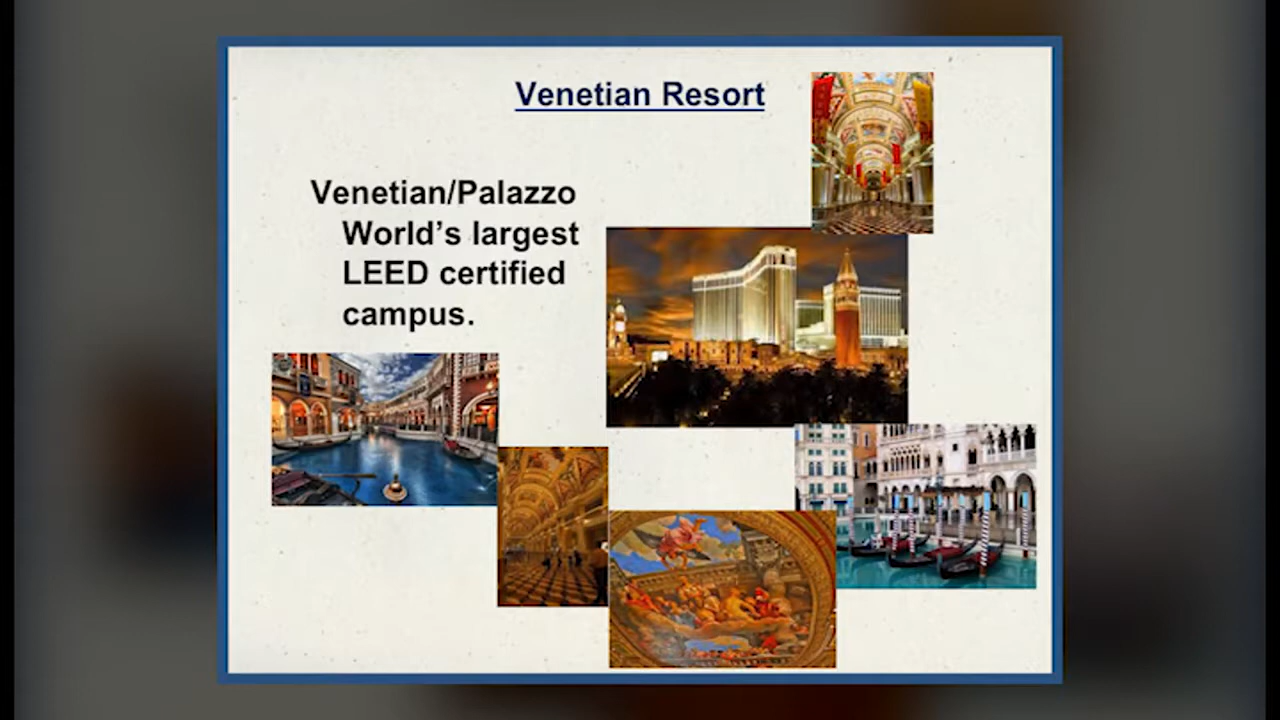 Venetian Resort
Venetian/Palazzo
World’s largest
LEED certified
campus.